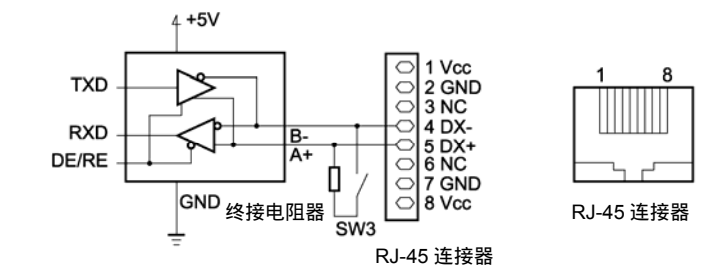 +5V
TXD
RXD
DE/RE
B-
A+
GND
终接电阻器
SW3
1 Vcc
2 GND
3 NC
4 DX-
5 DX+
6 NC
7 GND
8 Vcc
RJ-45 连接器
1 8
RJ-45 连接器